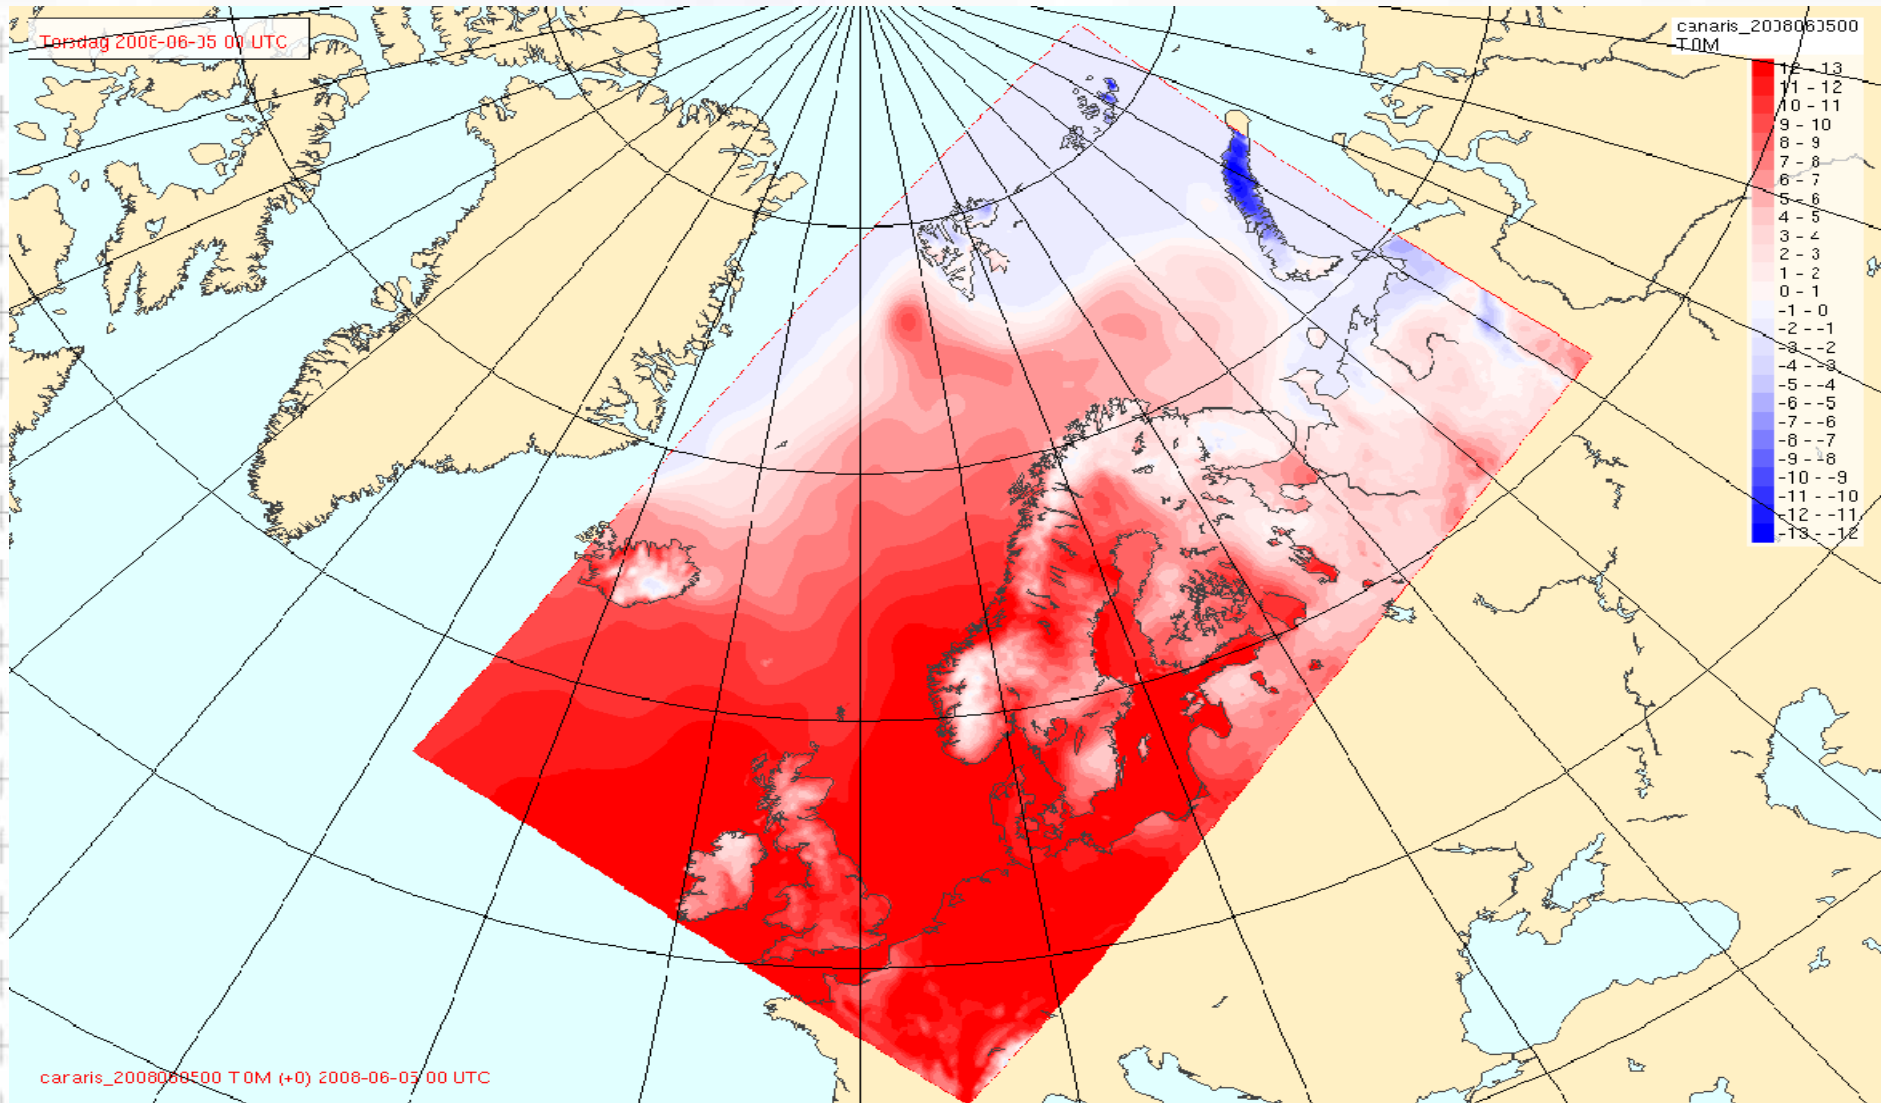 Torsdag 2008-06-05 00 UTC
canaris_2008060500
T 0M
12 - 13
11 - 12
10 - 11
9 - 10
8 - 9
7 - 8
6 - 7
5 - 6
4 - 5
3 - 4
2 - 3
1 - 2
0 - 1
-1 - 0
-2 - -1
-3 - -2
-4 - -3
-5 - -4
-6 - -5
-7 - -6
-8 - -7
-9 - -8
-10 - -9
-11 - -10
-12 - -11
-13 - -12
canaris_2008060500 T 0M (+0) 2008-06-05 00 UTC